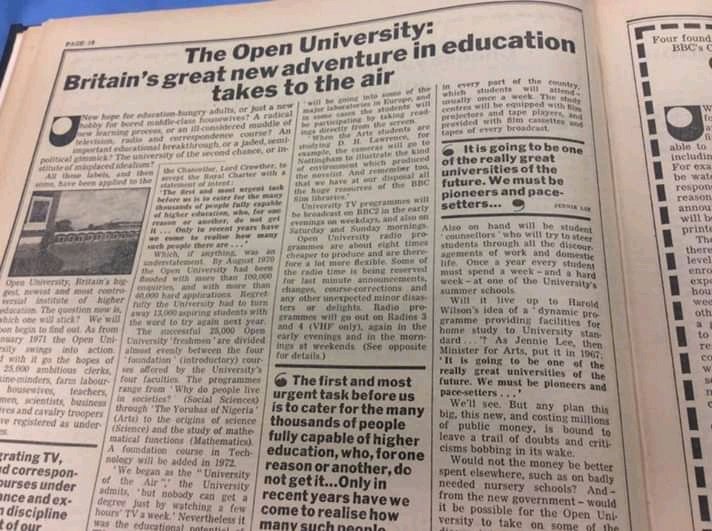 PAGE 18
The Open University:
Britain's great new adventure in education
takes to the air
New hope for education-hungry adults, or just a new
hobby for bored middle-class housewives? A radical
new learning process, or an ill-considered muddle of
television, radio and correspondence course? An
important educational breakthrough, or a jaded, semi-
political gimmick? The university of the second chance, or in-
stitute of misplaced idealism?
All these labels, and then
some, have been applied to the
Open University, Britain's big-
gest, newest and most contro-
versial institute of higher
education. The question now is,
which one will stick? We will
soon begin to find out. As from
January 1971 the Open Uni-
swings into action.
with it go the hopes of
25,000 ambitious clerks,
farm labour-
housewives, teachers,
scientists, business
and cavalry troopers
registered as under-
grating TV,
correspon-
courses under
and ex-
discipline
of our
the Chancellor, Lord Crowther, to
accept the Royal Charter with a
statement of intent:
'The first and most urgent task
before us is to cater for the many
thousands of people fully capable
of higher education, who, for one
reason or another, do not get
it . . . Only in recent years have
we come to realise how many
such people there are . . .'
Which, if anything, was an
understatement. By August 1970
the Open University had been
flooded with more than 100,000
enquiries, and with more than
40,000 hard applications. Regret-
fully the University had to turn
away 13,000 aspiring students with
the word to try again next year.
The successful 25,000 Open
University 'freshmen' are divided
almost evenly between the four
'foundation' (introductory) cour-
ses offered by the University's
four faculties. The programmes
range from 'Why do people live
in societies?' (Social Sciences)
through 'The Yorubas of Nigeria'
(Arts) to the origins of science
(Science) and the study of mathe-
matical functions (Mathematics).
A foundation course in Tech-
nology will be added in 1972.
'We began as the "University
of the Air",' the University
admits, 'but nobody can get a
degree just by watching a few
hours' TV a week.' Nevertheless it
was the educational potential of
will be going into some of the
major laboratories in Europe, and
in some cases the students will
be participating by taking read-
ings directly from the screen.
'When the Arts students are
studying D. H. Lawrence, for
example, the cameras will go to
Nottingham to illustrate the kind
of environment which produced
the novelist. And remember too,
that we have at our disposal all
the huge resources of the BBC
film libraries.'
University TV programmes will
be broadcast on BBC2 in the early
evenings on weekdays, and also on
Saturday and Sunday mornings.
Open University radio pro-
grammes are about eight times
cheaper to produce and are there-
fore a lot more flexible. Some of
the radio time is being reserved
for last minute announcements,
changes, course-corrections and
any other unexpected minor disas-
ters or delights. Radio pro-
grammes will go out on Radios 3
and 4 (VHF only), again in the
early evenings and in the morn-
ings at weekends. (See opposite
for details.)
The first and most
urgent task before us
is to cater for the many
thousands of people
fully capable of higher
education, who, for one
reason or another, do
not get it...Only in
recent years have we
come to realise how
many such people
in every part of the country,
which students will attend
usually once a week. The study
centres will be equipped with film
projectors and tape players, and
provided with film cassettes and
tapes of every broadcast.
It is going to be one
of the really great
universities of the
future. We must be
pioneers and pace-
setters...
JENNIE LEE
Also on hand will be student
counsellors 'who will try to steer
students through all the discour-
agements of work and domestic
life. Once a year every student
must spend a week – and a hard
week – at one of the University's
summer schools.
Will it live up to Harold
Wilson's idea of a 'dynamic pro-
gramme providing facilities for
home study to University stan-
dard . . .'? As Jennie Lee, then
Minister for Arts, put it in 1967:
'It is going to be one of the
really great universities of the
future. We must be pioneers and
pace-setters . . .'
We'll see. But any plan this
big, this new, and costing millions
of public money, is bound to
leave a trail of doubts and criti-
cisms bobbing in its wake.
Would not the money be better
spent elsewhere, such as on badly
needed nursery schools? And –
from the new government – would
it be possible for the Open Uni-
versity to take on some of the
Four found
BBC's
able to
includin
For exa
be wate
respon
reason
annou
will b
printe